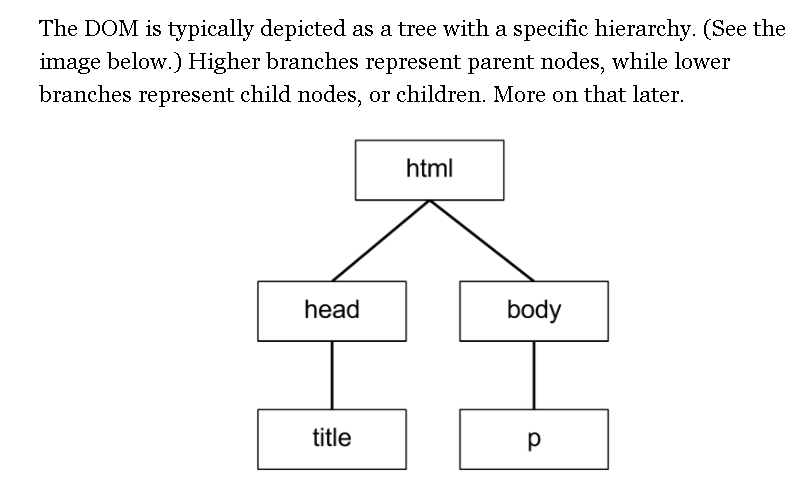 The DOM is typically depicted as a tree with a specific hierarchy. (See the
image below.) Higher branches represent parent nodes, while lower
branches represent child nodes, or children. More on that later.
html
head
body
title
p